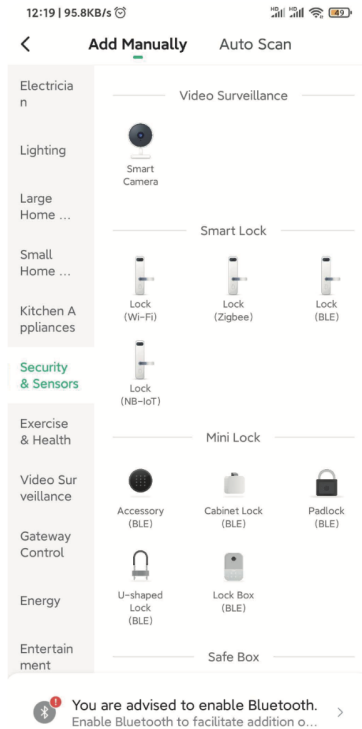 12:19 | 95.8KB/s HD HD 49
Add Manually Auto Scan
Electricia
n
Lighting
Large
Home ...
Small
Home ...
Kitchen A
ppliances
Security
& Sensors
Exercise
& Health
Video Sur
veillance
Gateway
Control
Energy
Entertain
ment
Video Surveillance
Smart
Camera
Smart Lock
Lock
(Wi-Fi)
Lock
(Zigbee)
Lock
(BLE)
Lock
(NB-IoT)
Mini Lock
Accessory
(BLE)
Cabinet Lock
(BLE)
Padlock
(BLE)
U-shaped
Lock
(BLE)
Lock Box
(BLE)
Safe Box
You are advised to enable Bluetooth.
Enable Bluetooth to facilitate addition o...